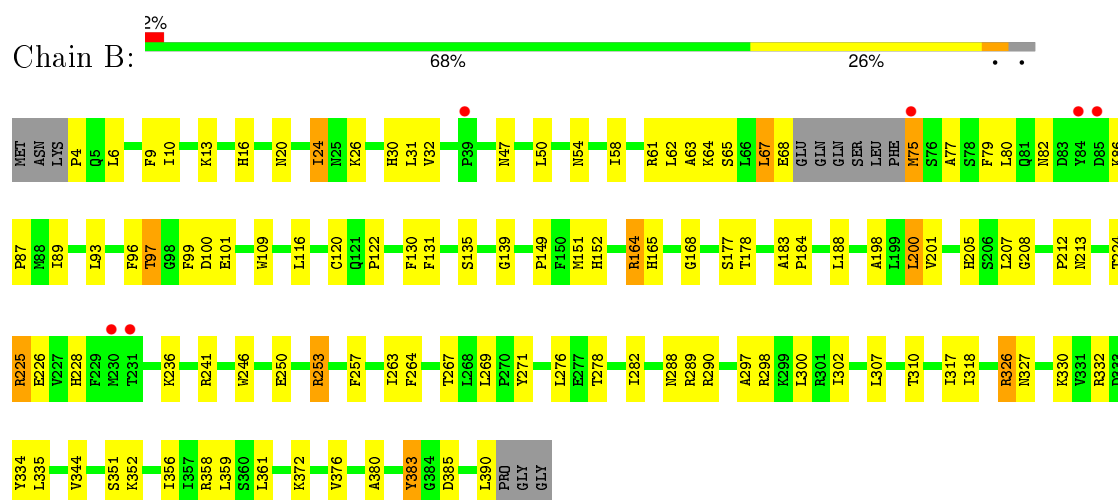 2%
Chain B:
68% 26% • •
MET ASN LYS P4 Q5 L6 F9 I10 K13 H16 N20 I24 N25 K26 H30 L31 V32 P39 N47 L50 N54 I58 R61 L62 A63 K64 S65 L66 L67 E68 GLU GLN GLN SER LEU PHE M75 S76 A77 S78 F79 L80 Q81 N82 D83 Y84 D85 K86
P87 M88 I89 L93 F96 T97 G98 F99 D100 E101 W109 L116 C120 Q121 P122 F130 F131 S135 G139 P149 F150 M151 H152 R164 H165 G168 S177 T178 A183 P184 L188 A198 L199 L200 V201 H205 S206 L207 G208 P212 N213 T224
R225 E226 V227 H228 F229 M230 T231 K236 R241 W246 E250 R253 F257 I263 F264 T267 L268 L269 P270 Y271 L276 E277 T278 I282 N288 R289 R290 A297 R298 K299 L300 R301 I302 L307 T310 I317 I318 R326 N327 K330 V331 R332 D333
Y334 L335 V344 S351 K352 I356 I357 R358 L359 S360 L361 K372 V376 A380 Y383 G384 D385 L390 PRO GLY GLY